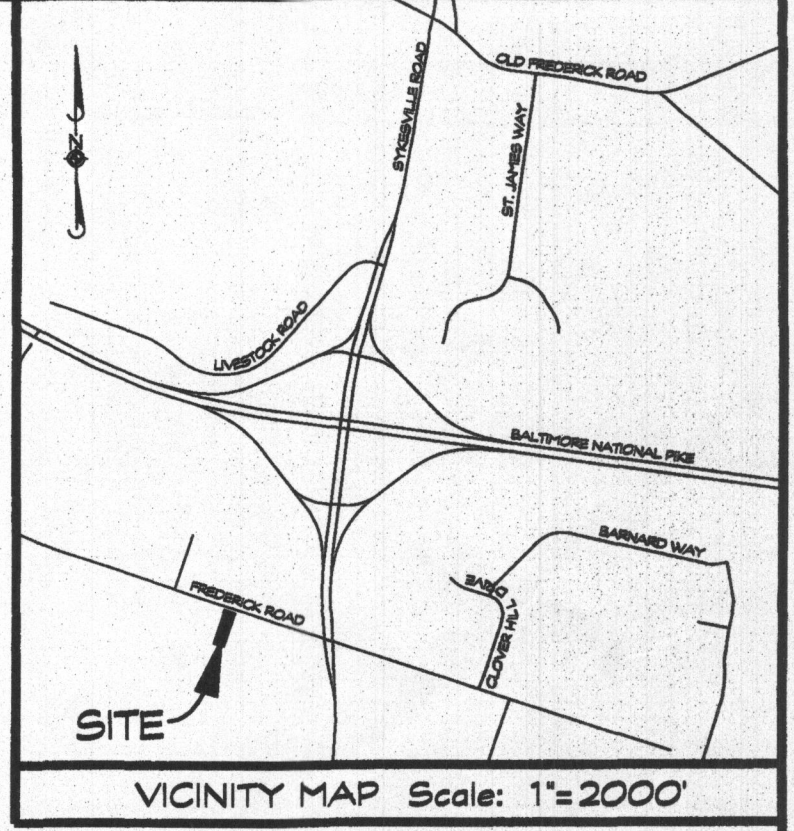 OLD FREDERICK ROAD
SYKESVILLE ROAD
ST. JAMES WAY
N
LIVESTOCK ROAD
BALTIMORE NATIONAL PIKE
BARNARD WAY
FREDERICK ROAD
CLOVER HILL DRIVE
SITE
VICINITY MAP Scale: 1"=2000'